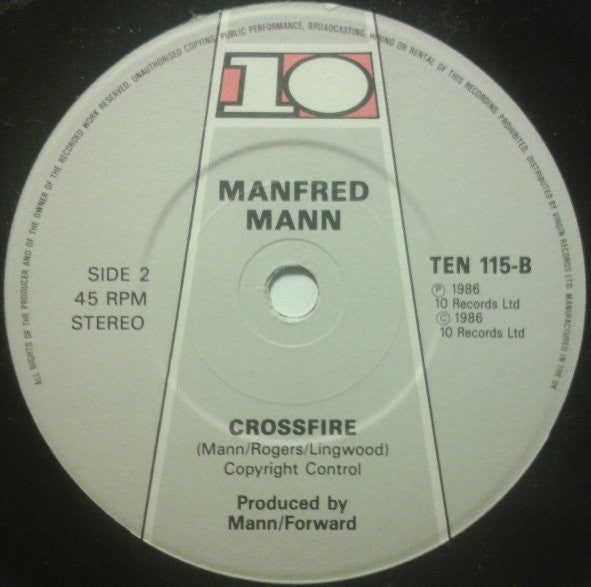 ALL RIGHTS OF THE PRODUCER AND OF THE OWNER OF THE RECORDED WORK RESERVED. UNAUTHORISED COPYING, PUBLIC PERFORMANCE, BROADCASTING, HIRING OR RENTAL OF THIS RECORDING PROHIBITED. DISTRIBUTED BY VIRGIN RECORDS LTD. MANUFACTURED IN THE UK
10
MANFRED
MANN
SIDE 2
45 RPM
STEREO
TEN 115-B
Ⓟ 1986
10 Records Ltd
© 1986
10 Records Ltd
CROSSFIRE
(Mann/Rogers/Lingwood)
Copyright Control
Produced by
Mann/Forward